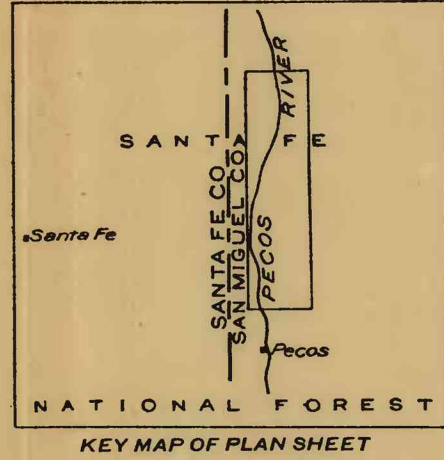 RIVER
SANTA FE
SANTA FE CO
SAN MIGUEL CO
PECOS
Santa Fe
Pecos
NATIONAL FOREST
KEY MAP OF PLAN SHEET